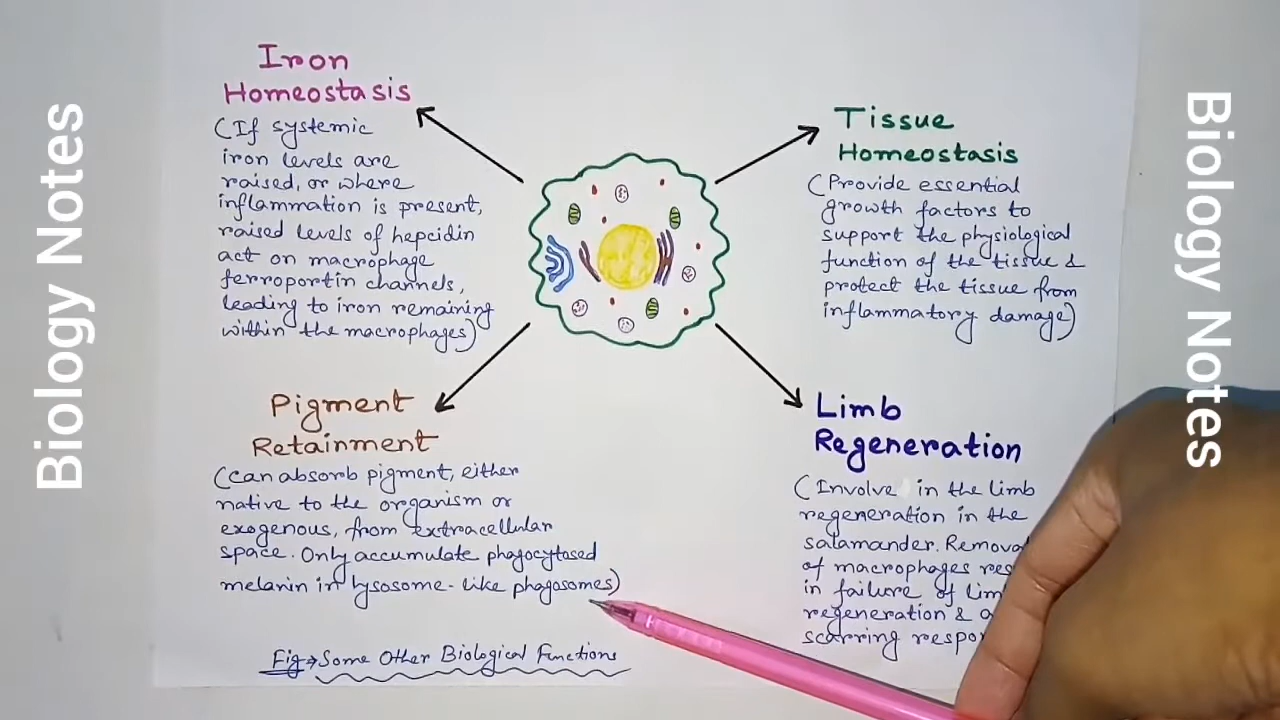 Biology Notes
Iron
Homeostasis
(If systemic
iron levels are
raised, or where
inflammation is present,
raised levels of hepcidin
act on macrophage
ferroportin channels,
leading to iron remaining
within the macrophages)
Tissue
Homeostasis
(Provide essential
growth factors to
support the physiological
function of the tissue &
protect the tissue from
inflammatory damage)
Pigment
Retainment
(can absorb pigment, either
native to the organism or
exogenous, from extracellular
space. Only accumulate phagocytosed
melanin in lysosome-like phagosomes)
Limb
Regeneration
(Involve in the limb
regeneration in the
salamander. Removal
of macrophages
in failure of
regeneration &
scarring
Fig→Some Other Biological Functions
Biology Notes